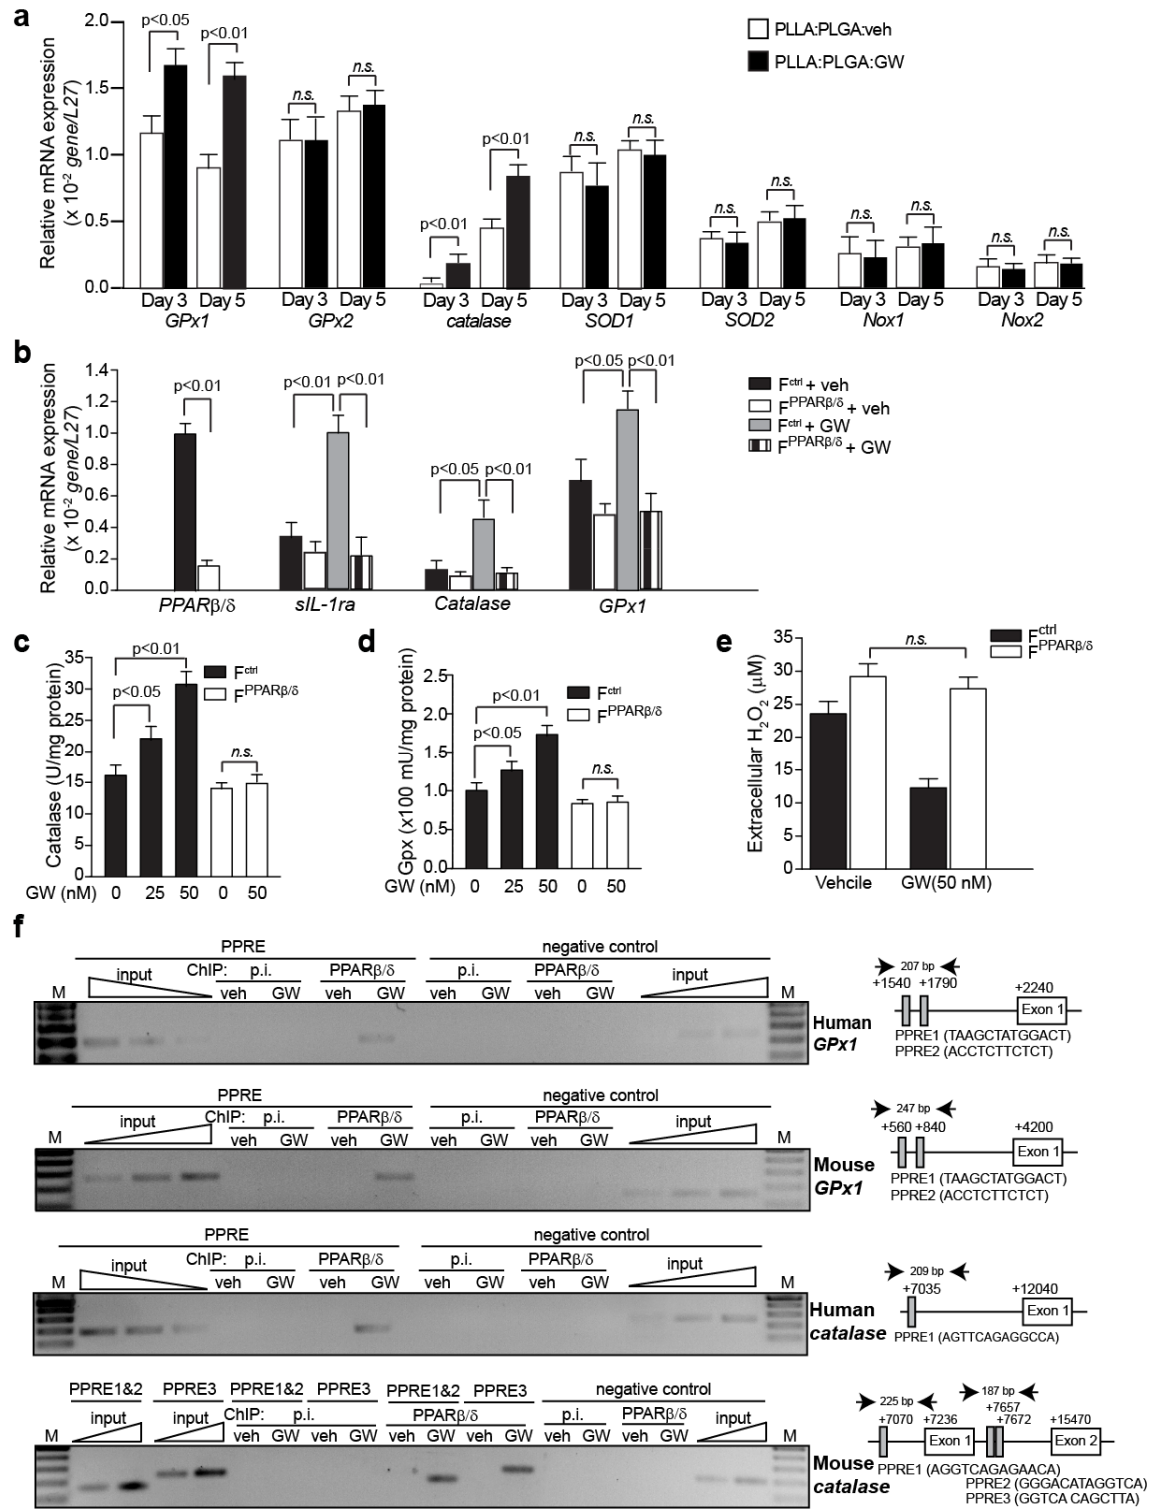 a
Relative mRNA expression
(x 10⁻² gene/L27)
2.0
1.5
1.0
0.5
0.0
p<0.05
p<0.01
n.s.
n.s.
p<0.01
p<0.01
n.s.
n.s.
n.s.
n.s.
n.s.
n.s.
n.s.
n.s.
PLLA:PLGA:veh
PLLA:PLGA:GW
Day 3 Day 5 Day 3 Day 5 Day 3 Day 5 Day 3 Day 5 Day 3 Day 5 Day 3 Day 5 Day 3 Day 5
GPx1 GPx2 catalase SOD1 SOD2 Nox1 Nox2
b
Relative mRNA expression
(x 10⁻² gene/L27)
1.4
1.2
1.0
0.8
0.6
0.4
0.2
0.0
p<0.01
p<0.01 p<0.01
p<0.05 p<0.01
p<0.05 p<0.01
Fctrl + veh
FPPARβ/δ + veh
Fctrl + GW
FPPARβ/δ + GW
PPARβ/δ sIL-1ra Catalase GPx1
c
Catalase (U/mg protein)
35
30
25
20
15
10
5
0
p<0.01
p<0.05
n.s.
Fctrl
FPPARβ/δ
GW (nM) 0 25 50 0 50
d
Gpx (x100 mU/mg protein)
2.5
2.0
1.5
1.0
0.5
0.0
p<0.01
p<0.05
n.s.
Fctrl
FPPARβ/δ
GW (nM) 0 25 50 0 50
e
Extracellular H₂O₂ (μM)
35
30
25
20
15
10
5
0
n.s.
Fctrl
FPPARβ/δ
Vehcile GW(50 nM)
f
PPRE negative control
input ChIP: p.i. PPARβ/δ p.i. PPARβ/δ input
M veh GW veh GW veh GW veh GW M
Human
GPx1
207 bp
+1540 +1790 +2240
Exon 1
PPRE1 (TAAGCTATGGACT)
PPRE2 (ACCTCTTCTCT)
PPRE negative control
input ChIP: p.i. PPARβ/δ p.i. PPARβ/δ input
M veh GW veh GW veh GW veh GW M
Mouse
GPx1
247 bp
+560 +840 +4200
Exon 1
PPRE1 (TAAGCTATGGACT)
PPRE2 (ACCTCTTCTCT)
PPRE negative control
input ChIP: p.i. PPARβ/δ p.i. PPARβ/δ input
M veh GW veh GW veh GW veh GW M
Human
catalase
209 bp
+7035 +12040
Exon 1
PPRE1 (AGTTCAGAGGCCA)
PPRE1&2 PPRE3 PPRE1&2 PPRE3 PPRE1&2 PPRE3 negative control
input input ChIP: p.i. PPARβ/δ p.i. PPARβ/δ input
M veh GW veh GW veh GW veh GW veh GW veh GW M
Mouse
catalase
225 bp 187 bp
+7070 +7236 +7657 +7672 +15470
Exon 1 Exon 2
PPRE1 (AGGTCAGAGAACA)
PPRE2 (GGGACATAGGTCA)
PPRE3 (GGTCA CAGCTTA)